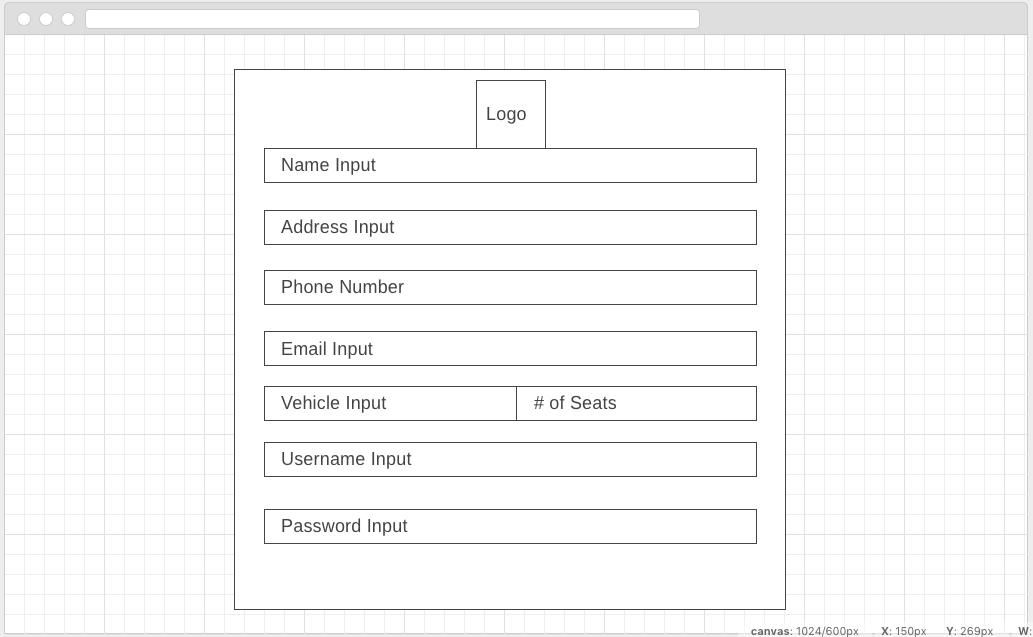 Logo
Name Input
Address Input
Phone Number
Email Input
Vehicle Input # of Seats
Username Input
Password Input
canvas: 1024/600px X: 150px Y: 269px W: